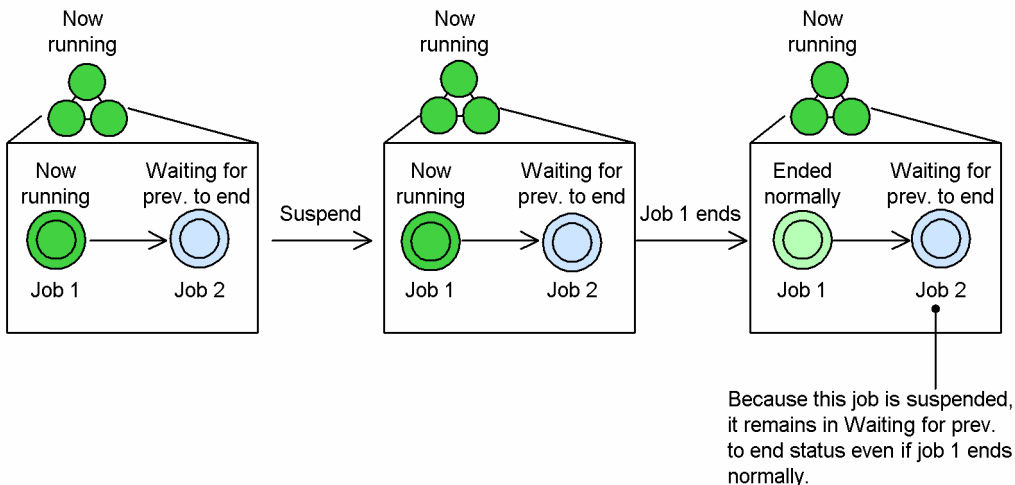 Now
running
Now
running
Now
running
Now
running
Waiting for
prev. to end
Job 1
Job 2
Suspend
Now
running
Waiting for
prev. to end
Job 1
Job 2
Job 1 ends
Ended
normally
Waiting for
prev. to end
Job 1
Job 2
Because this job is suspended,
it remains in Waiting for prev.
to end status even if job 1 ends
normally.